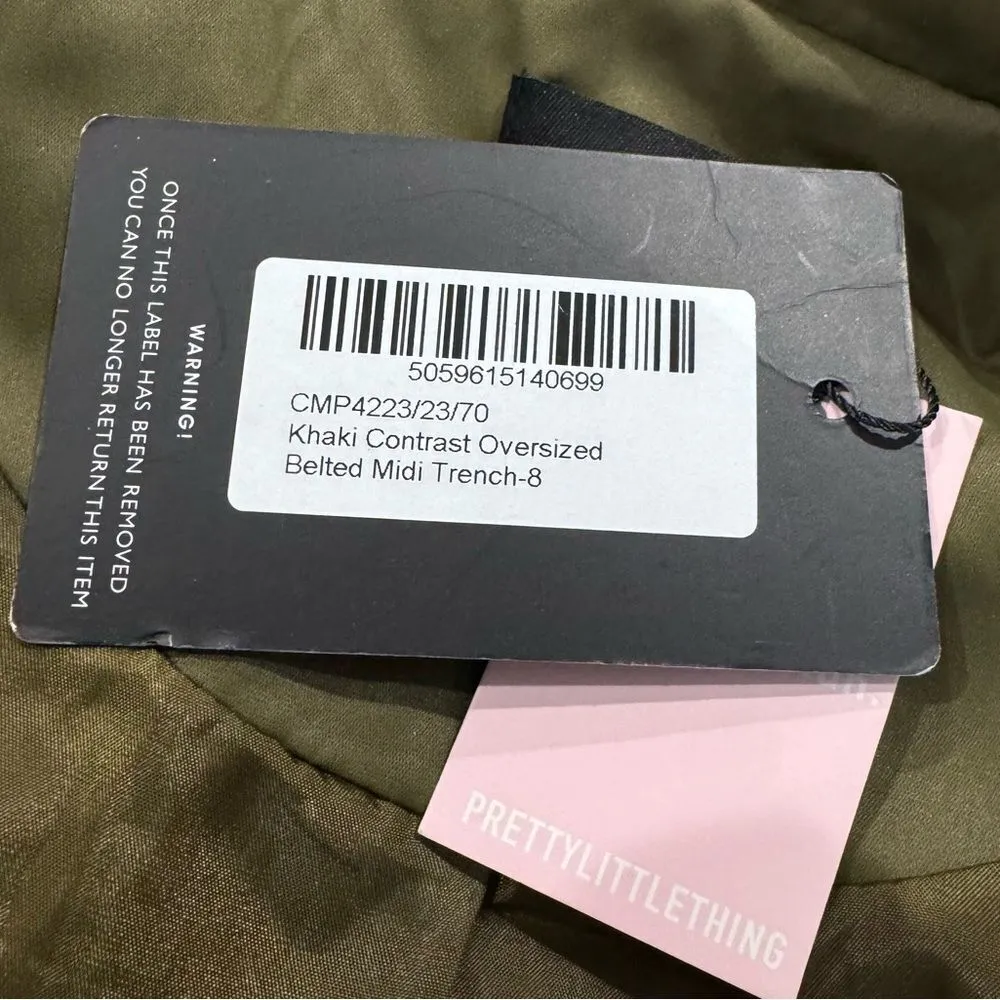 WARNING!
ONCE THIS LABEL HAS BEEN REMOVED
YOU CAN NO LONGER RETURN THIS ITEM
5059615140699
CMP4223/23/70
Khaki Contrast Oversized
Belted Midi Trench-8
PRETTYLITTLETHING